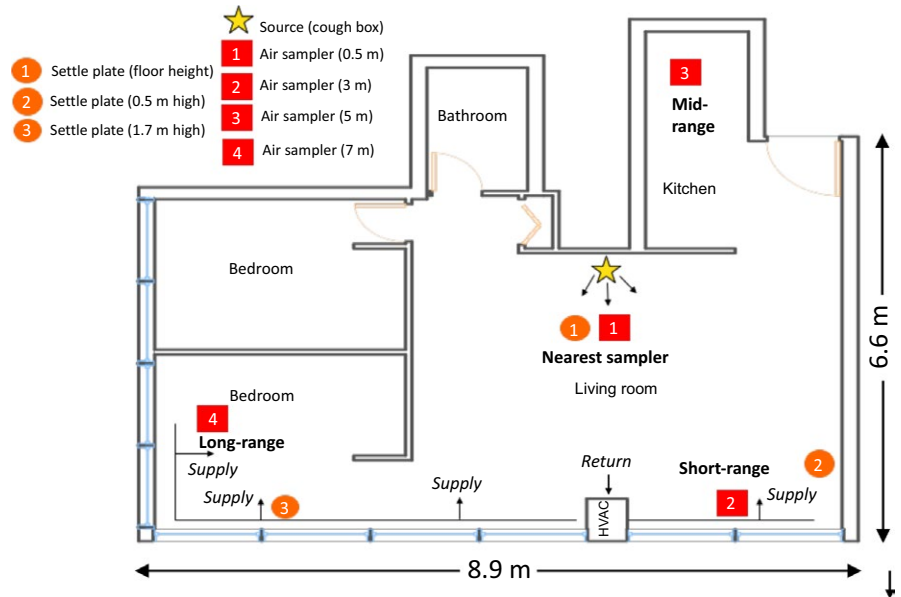 Source (cough box)
1 Air sampler (0.5 m)
1 Settle plate (floor height)
2 Air sampler (3 m)
2 Settle plate (0.5 m high)
3 Air sampler (5 m)
3 Settle plate (1.7 m high)
4 Air sampler (7 m)
3
Mid-
range
Bathroom
Kitchen
Bedroom
1 1
Nearest sampler
Living room
6.6 m
Bedroom
4
Long-range
Supply
Supply
3
Supply
Return
HVAC
Short-range
2
2
Supply
8.9 m